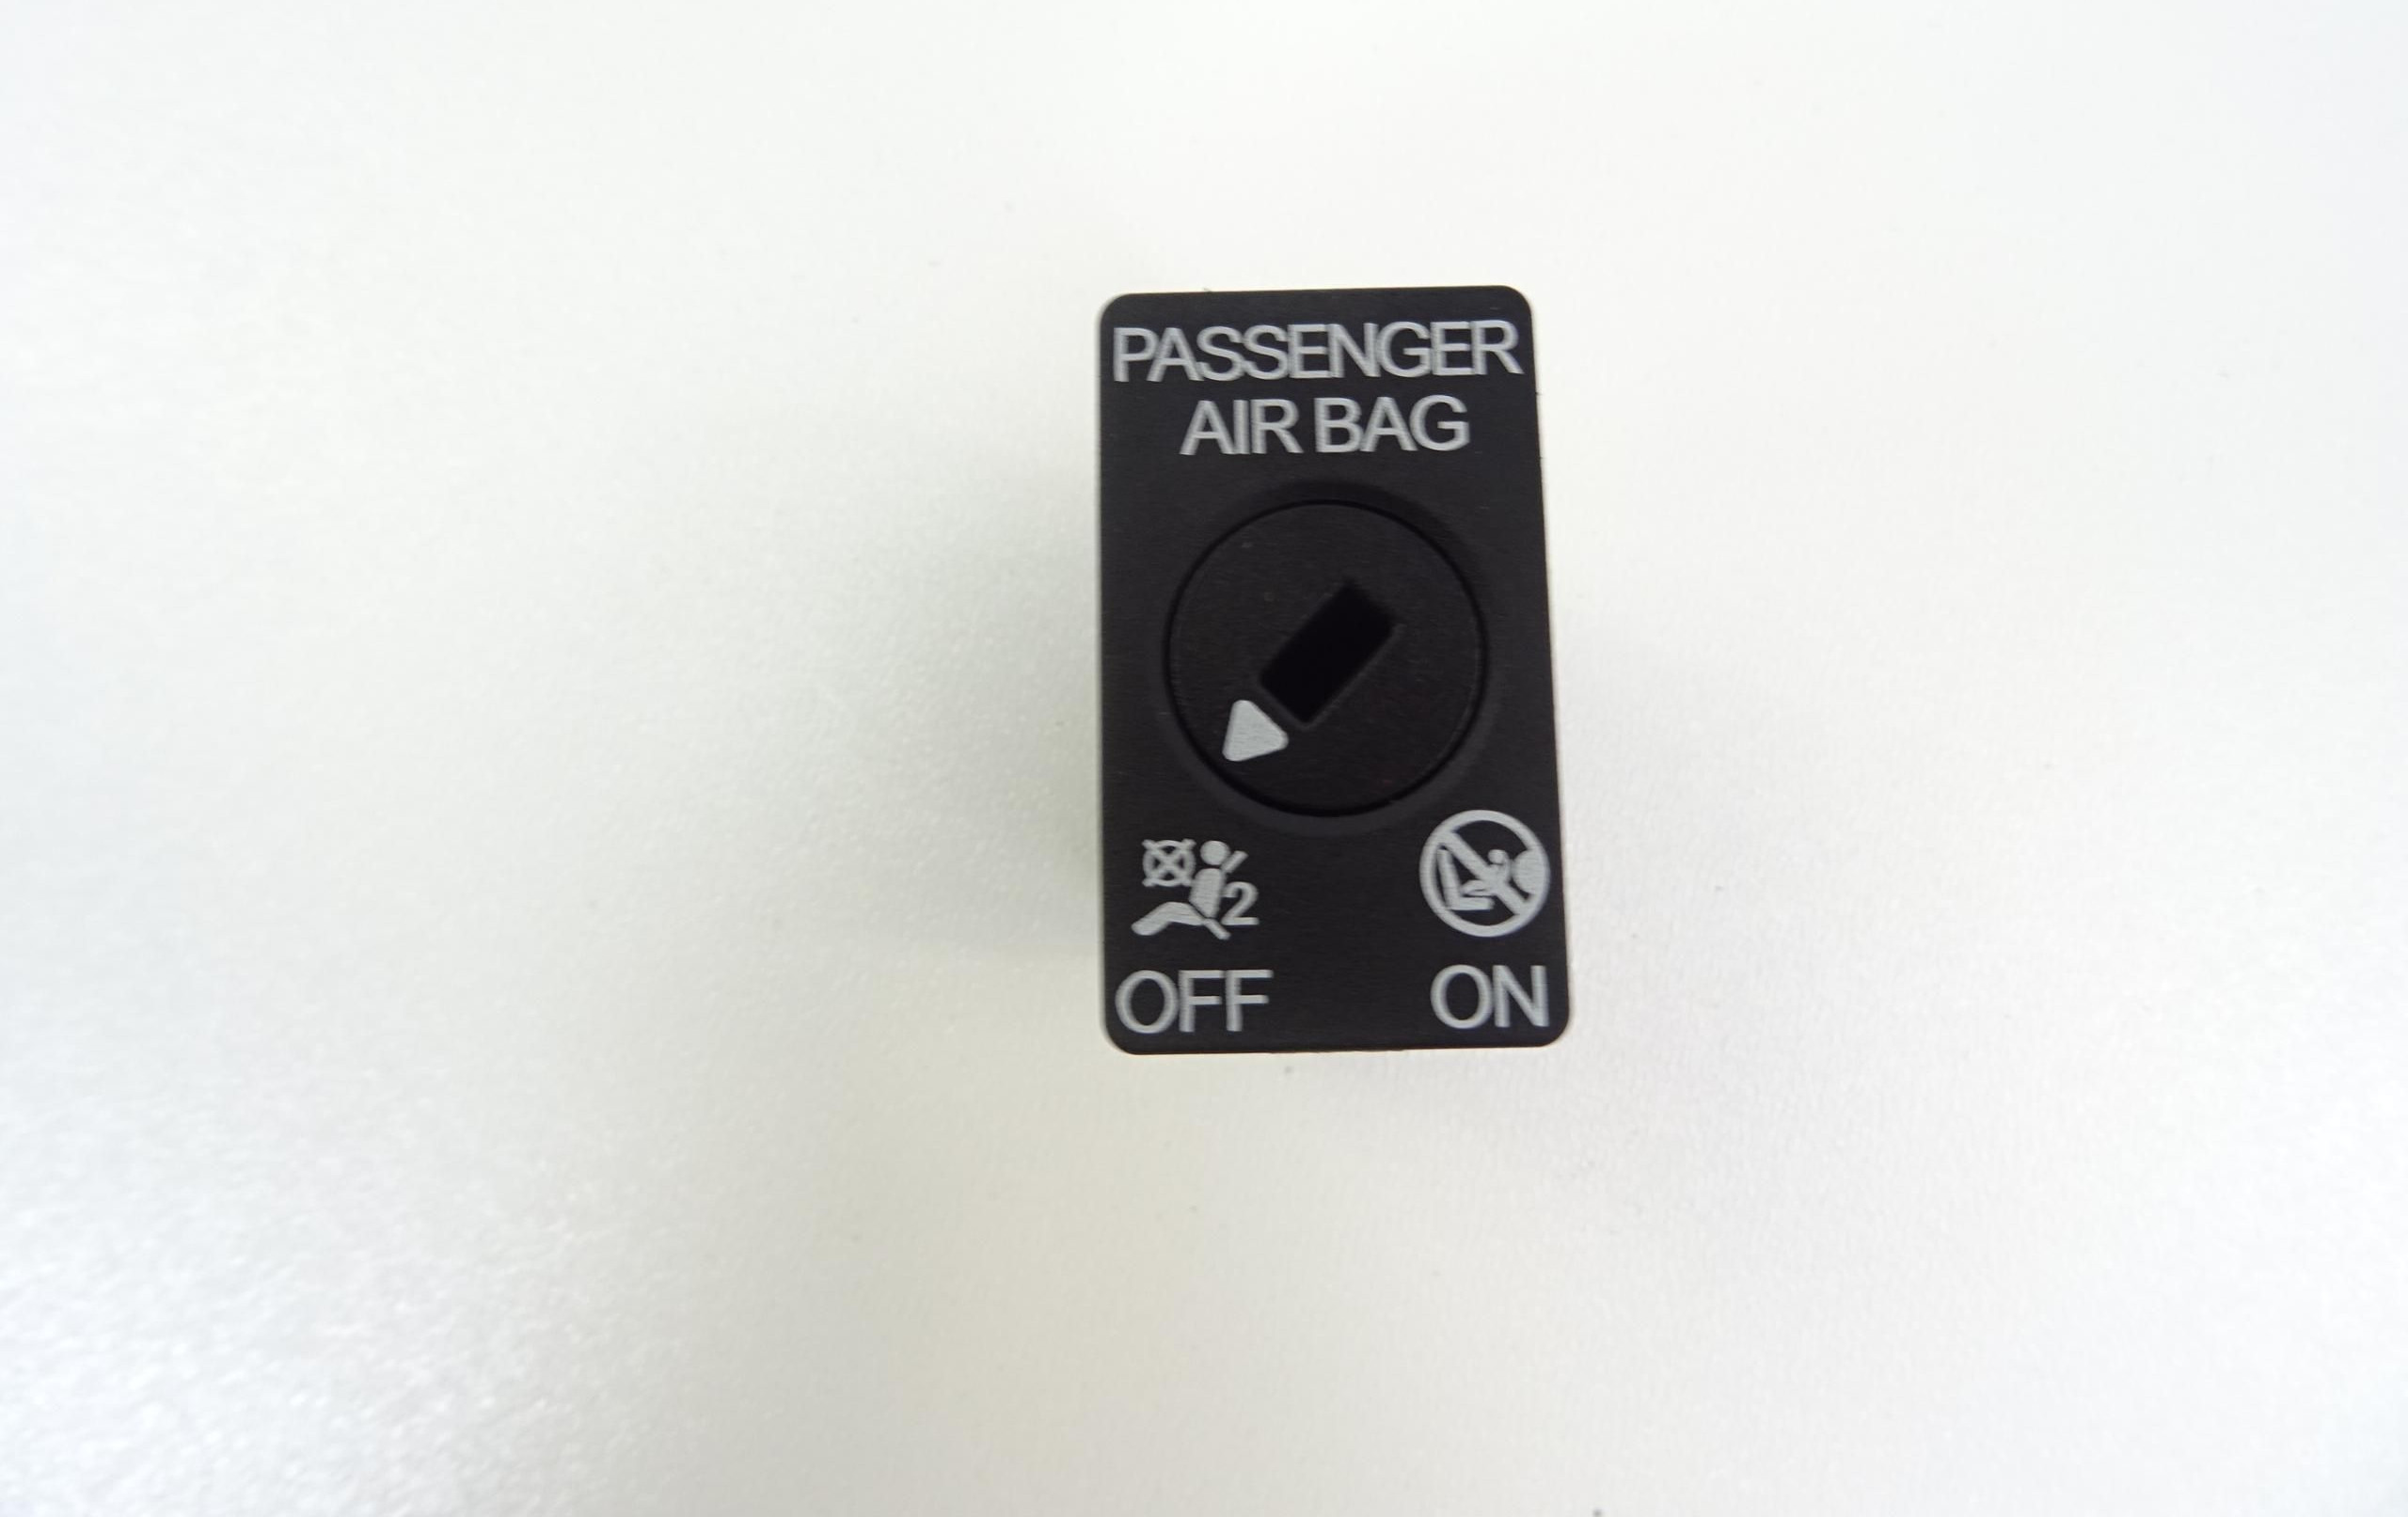 PASSENGER
AIR BAG
2
OFF ON